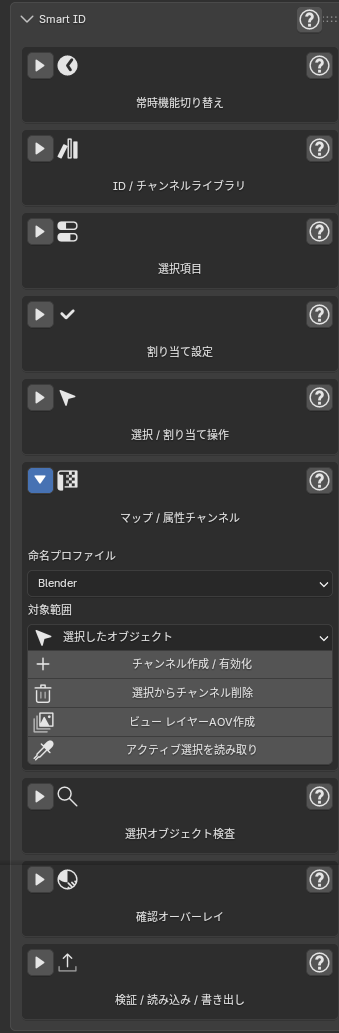 Smart ID
常時機能切り替え
ID / チャンネルライブラリ
選択項目
割り当て設定
選択 / 割り当て操作
マップ / 属性チャンネル
命名プロファイル
Blender
対象範囲
選択したオブジェクト
チャンネル作成 / 有効化
選択からチャンネル削除
ビュー レイヤーAOV作成
アクティブ選択を読み取り
選択オブジェクト検査
確認オーバーレイ
検証 / 読み込み / 書き出し